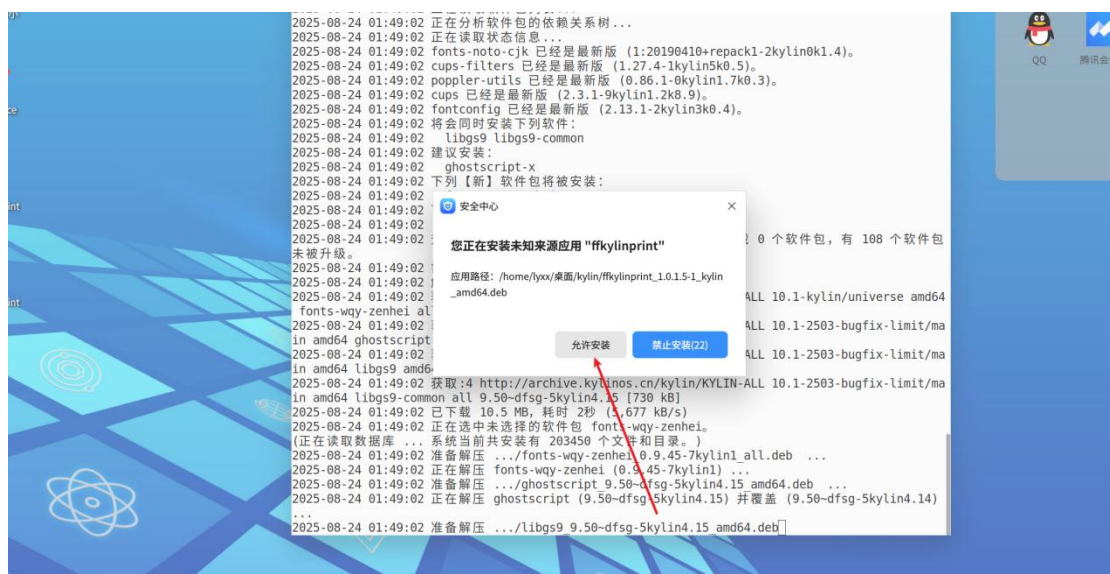 2025-08-24 01:49:02 正在分析软件包的依赖关系树...
2025-08-24 01:49:02 正在读取状态信息...
2025-08-24 01:49:02 fonts-noto-cjk 已经是最新版 (1:20190410+repack1-2kylin0k1.4)。
2025-08-24 01:49:02 cups-filters 已经是最新版 (1.27.4-1kylin5k0.5)。
2025-08-24 01:49:02 poppler-utils 已经是最新版 (0.86.1-0kylin1.7k0.3)。
2025-08-24 01:49:02 cups 已经是最新版 (2.3.1-9kylin1.2k8.9)。
2025-08-24 01:49:02 fontconfig 已经是最新版 (2.13.1-2kylin3k0.4)。
2025-08-24 01:49:02 将会同时安装下列软件：
2025-08-24 01:49:02 libgs9 libgs9-common
2025-08-24 01:49:02 建议安装：
2025-08-24 01:49:02 ghostscript-x
2025-08-24 01:49:02 下列【新】软件包将被安装：
2025-08-24 01:49:02
2025-08-24 01:49:02
2025-08-24 01:49:02
2025-08-24 01:49:02 0 个软件包，有 108 个软件包
未被升级。
2025-08-24 01:49:02
2025-08-24 01:49:02
2025-08-24 01:49:02 ALL 10.1-kylin/universe amd64
fonts-wqy-zenhei al
2025-08-24 01:49:02 ALL 10.1-2503-bugfix-limit/ma
in amd64 ghostscript
2025-08-24 01:49:02 ALL 10.1-2503-bugfix-limit/ma
in amd64 libgs9 amd6
2025-08-24 01:49:02 获取:4 http://archive.kylinos.cn/kylin/KYLIN-ALL 10.1-2503-bugfix-limit/ma
in amd64 libgs9-common all 9.50~dfsg-5kylin4.15 [730 kB]
2025-08-24 01:49:02 已下载 10.5 MB, 耗时 2秒 (5,677 kB/s)
2025-08-24 01:49:02 正在选中未选择的软件包 fonts-wqy-zenhei。
(正在读取数据库 ... 系统当前共安装有 203450 个文件和目录。)
2025-08-24 01:49:02 准备解压 .../fonts-wqy-zenhei_0.9.45-7kylin1_all.deb ...
2025-08-24 01:49:02 正在解压 fonts-wqy-zenhei (0.9.45-7kylin1) ...
2025-08-24 01:49:02 准备解压 .../ghostscript_9.50~dfsg-5kylin4.15_amd64.deb ...
2025-08-24 01:49:02 正在解压 ghostscript (9.50~dfsg-5kylin4.15) 并覆盖 (9.50~dfsg-5kylin4.14)
...
2025-08-24 01:49:02 准备解压 .../libgs9_9.50~dfsg-5kylin4.15_amd64.deb
安全中心
您正在安装未知来源应用 "ffkylinprint"
应用路径：/home/lyxx/桌面/kylin/ffkylinprint_1.0.1.5-1_kylin
_amd64.deb
允许安装
禁止安装(22)
QQ
腾讯会
int
int